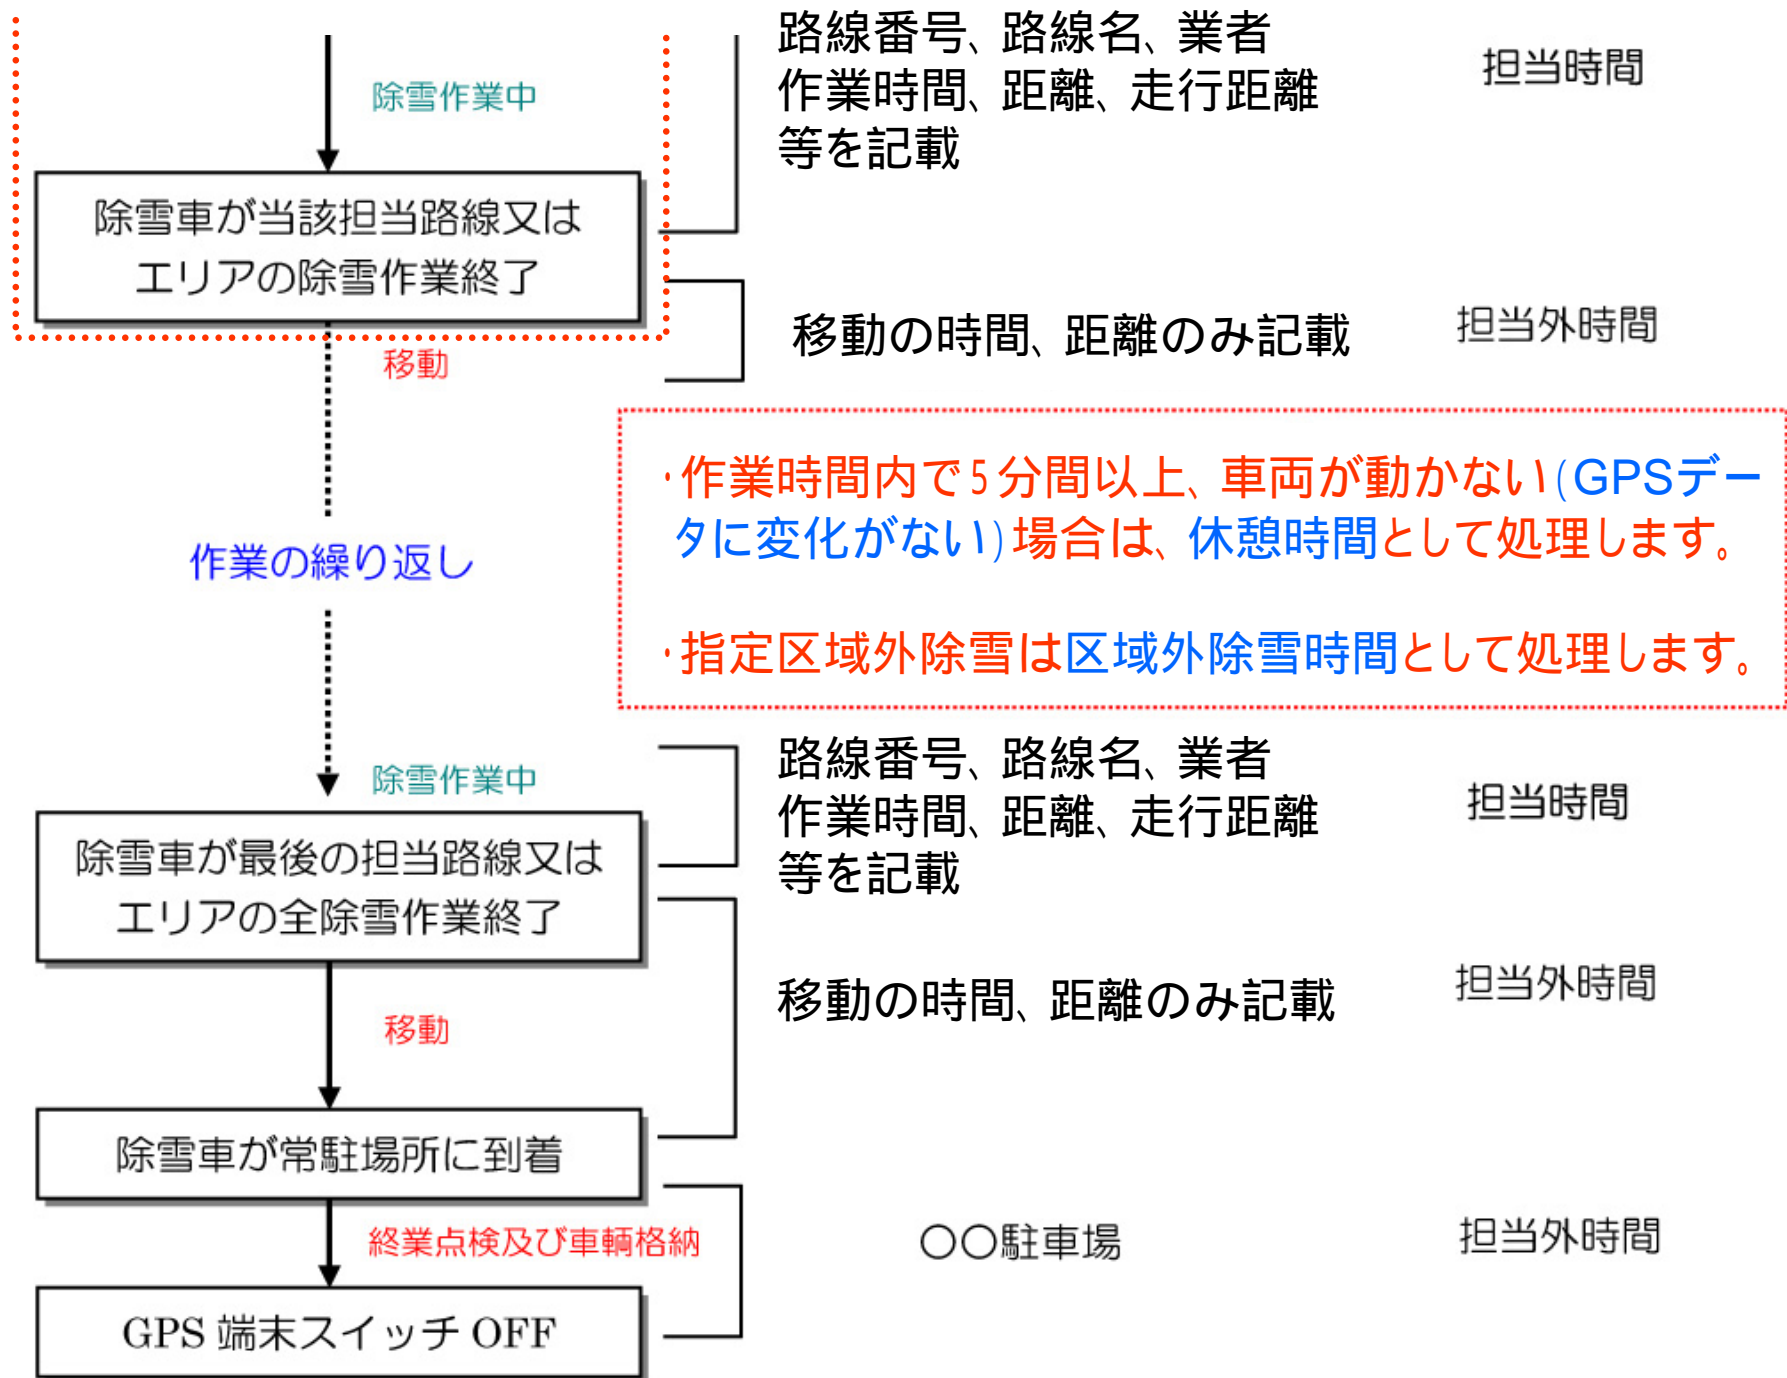 路線番号、路線名、業者
作業時間、距離、走行距離
等を記載
担当時間
除雪作業中
除雪車が当該担当路線又は
エリアの除雪作業終了
移動の時間、距離のみ記載
担当外時間
移動
・作業時間内で5分間以上、車両が動かない(GPSデー
タに変化がない)場合は、休憩時間として処理します。
作業の繰り返し
・指定区域外除雪は区域外除雪時間として処理します。
路線番号、路線名、業者
作業時間、距離、走行距離
等を記載
担当時間
除雪作業中
除雪車が最後の担当路線又は
エリアの全除雪作業終了
移動の時間、距離のみ記載
担当外時間
移動
除雪車が常駐場所に到着
終業点検及び車輌格納
○○駐車場
担当外時間
GPS 端末スイッチ OFF